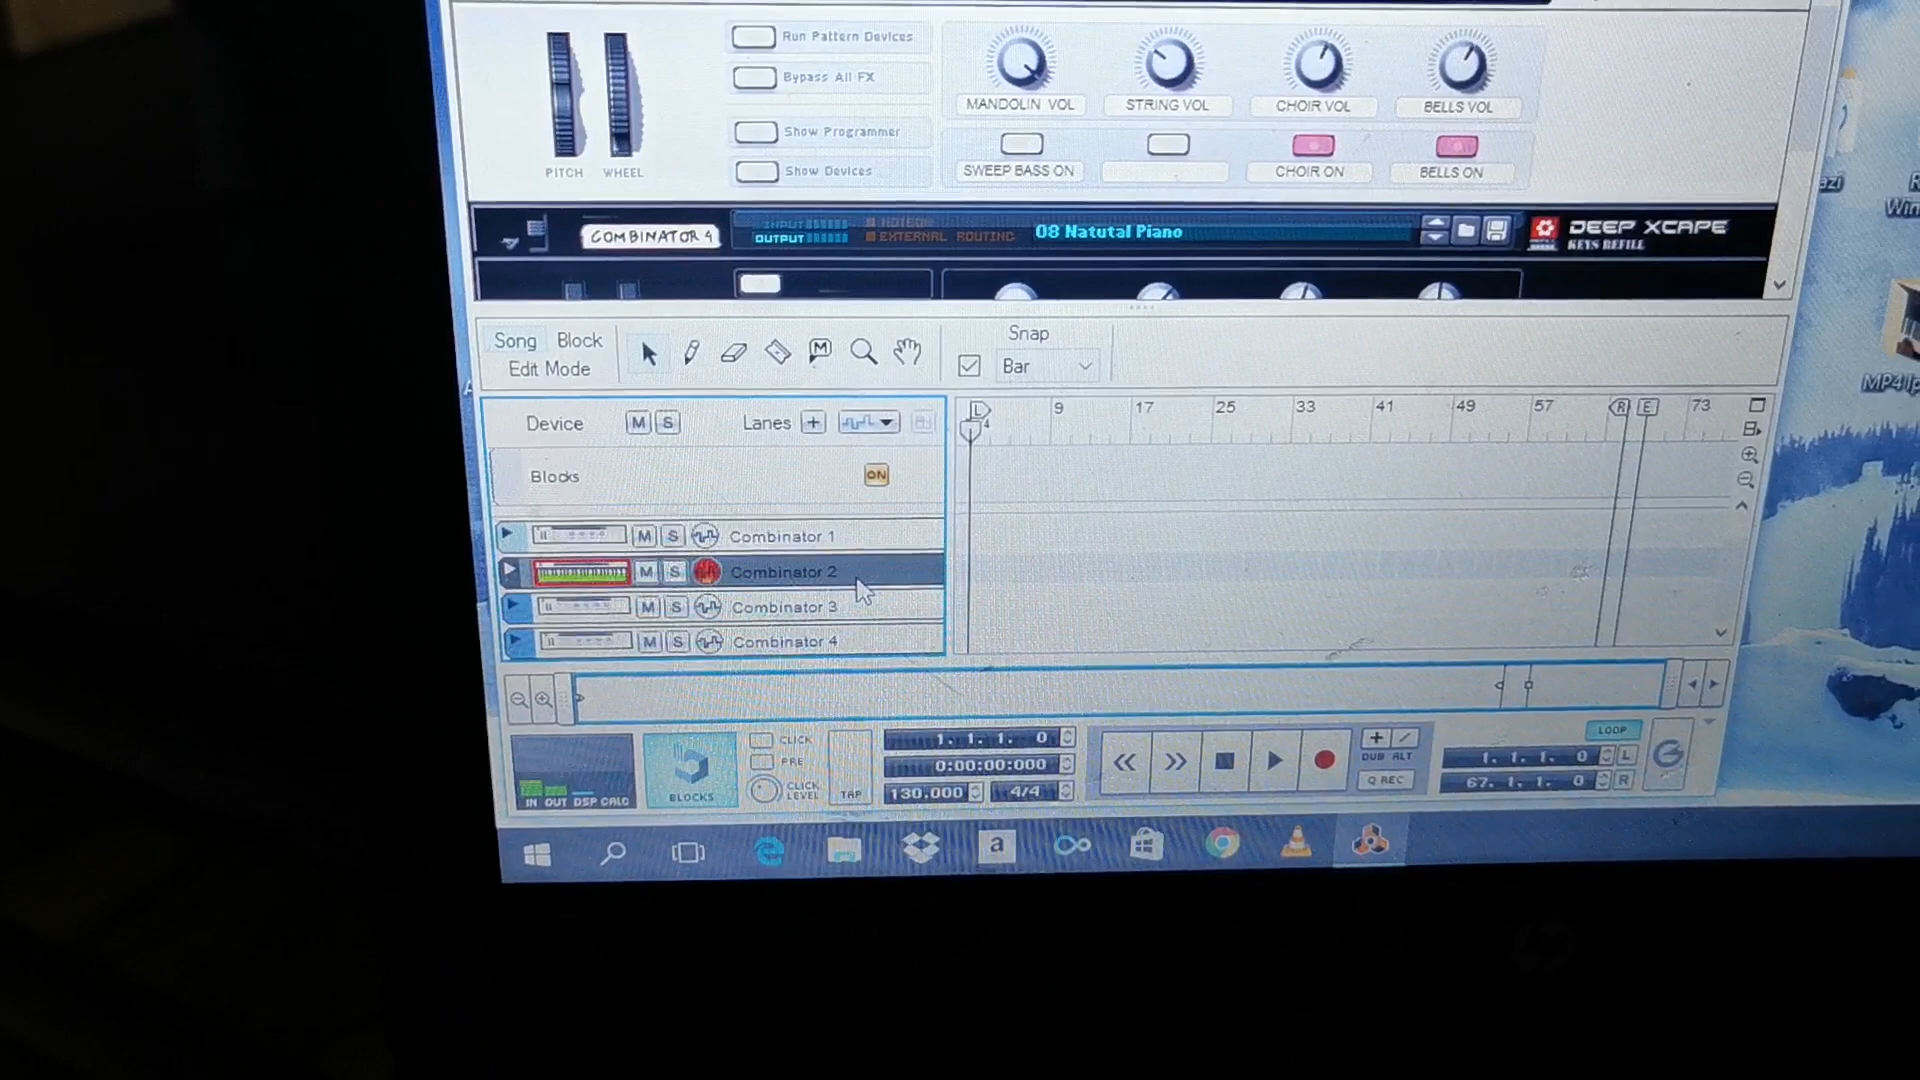 Run Pattern Devices
Bypass All FX
Show Programmer
Show Devices
PITCH WHEEL
MANDOLIN VOL STRING VOL CHOIR VOL BELLS VOL
SWEEP BASS ON CHOIR ON BELLS ON
COMBINATOR 4
INPUT NOTEON
OUTPUT EXTERNAL ROUTING
08 Natutal Piano
DEEP XCAPE
KEYS REFILL
Song Block
Edit Mode
M
Snap
Bar
Device M S Lanes +
L 4 9 17 25 33 41 49 57 R E 73
Blocks ON
M S Combinator 1
M S Combinator 2
M S Combinator 3
M S Combinator 4
IN OUT DSP CALC
BLOCKS
CLICK
PRE
CLICK LEVEL
TAP
1. 1. 1. 0
0:00:00:000
130.000 4/4
DUB ALT
Q REC
LOOP
1. 1. 1. 0 L
67. 1. 1. 0 R
a
azi
Win
MP4